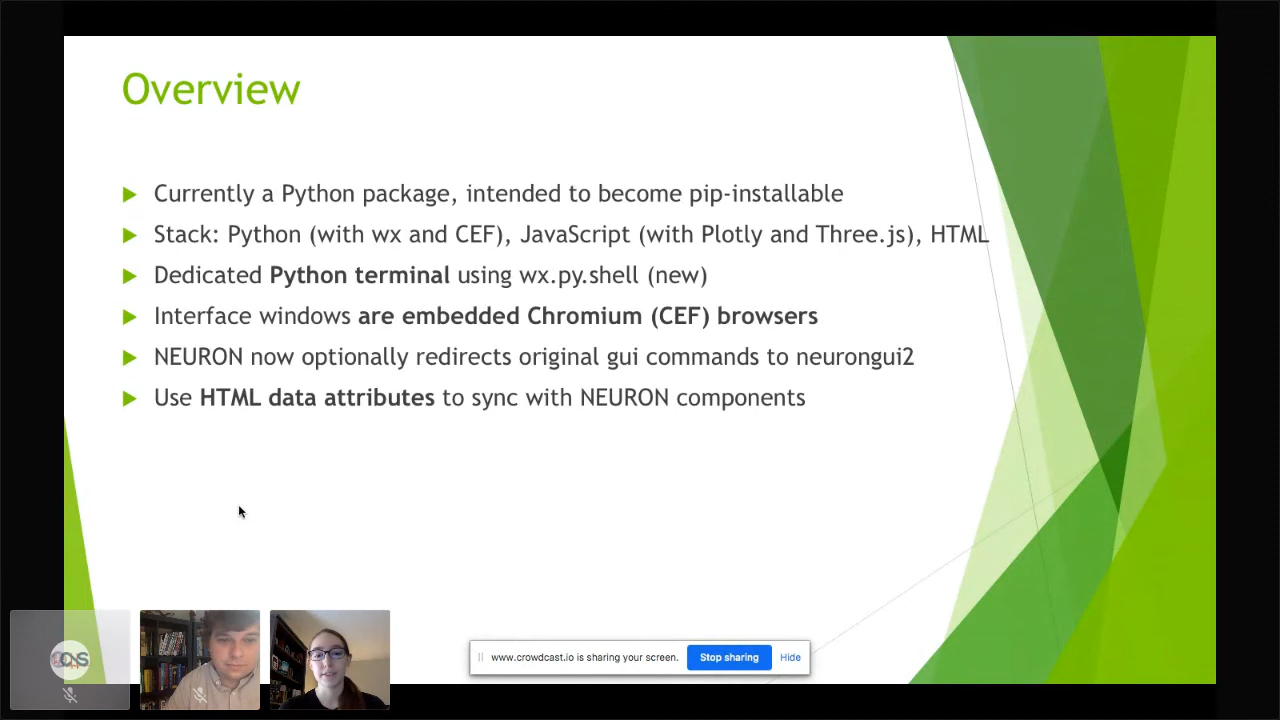 Overview
Currently a Python package, intended to become pip-installable
Stack: Python (with wx and CEF), JavaScript (with Plotly and Three.js), HTML
Dedicated Python terminal using wx.py.shell (new)
Interface windows are embedded Chromium (CEF) browsers
NEURON now optionally redirects original gui commands to neurongui2
Use HTML data attributes to sync with NEURON components
www.crowdcast.io is sharing your screen. Stop sharing Hide